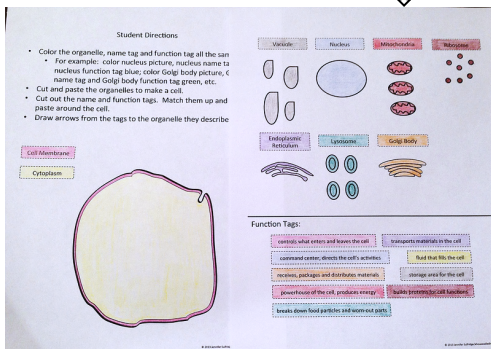 Student Directions
• Color the organelle, name tag and function tag all the sam
• For example: color nucleus picture, nucleus name ta
nucleus function tag blue; color Golgi body picture, G
name tag and Golgi body function tag green, etc.
• Cut and paste the organelles to make a cell.
• Cut out the name and function tags. Match them up and
paste around the cell.
• Draw arrows from the tags to the organelle they describe
Cell Membrane
Cytoplasm
Vacuole
Nucleus
Mitochondria
Ribosome
Endoplasmic
Reticulum
Lysosome
Golgi Body
Function Tags:
controls what enters and leaves the cell
transports materials in the cell
command center, directs the cell's activities
fluid that fills the cell
receives, packages and distributes materials
storage area for the cell
powerhouse of the cell, produces energy
builds proteins for cell functions
breaks down food particles and worn-out parts